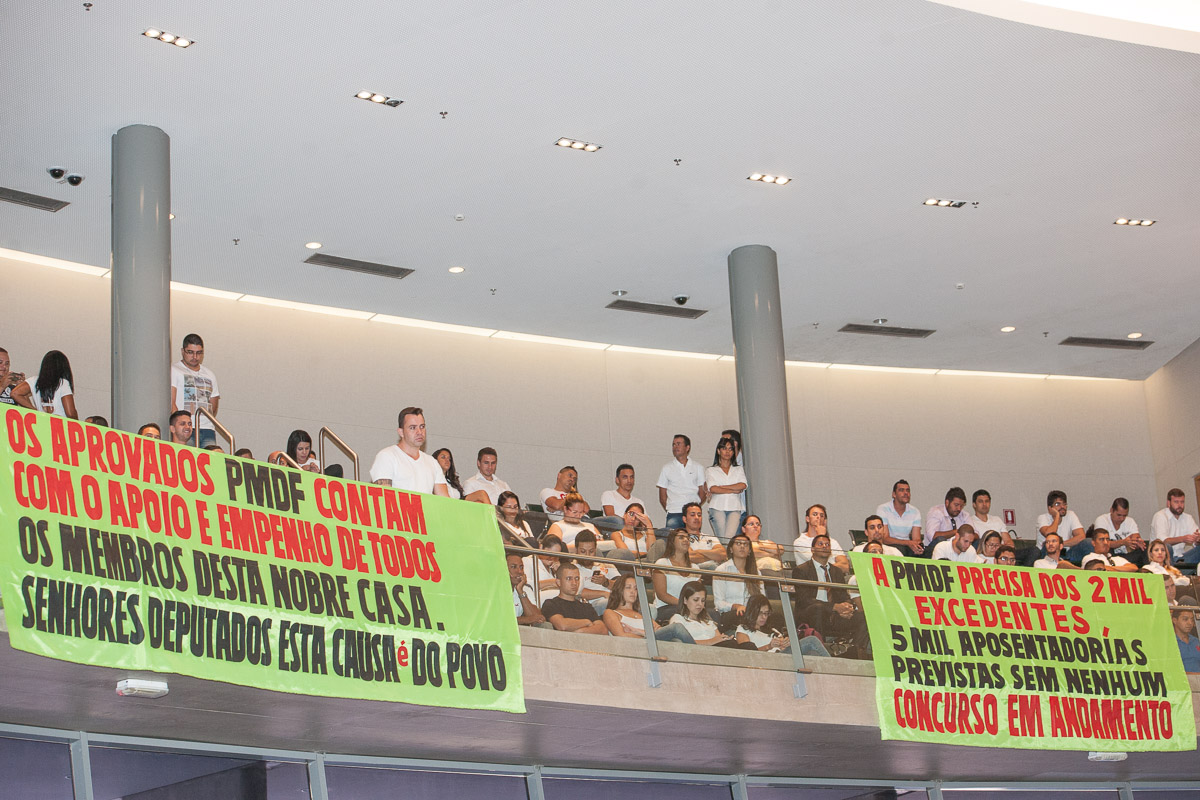 OS APROVADOS PMDF CONTAM
COM O APOIO E EMPENHO DE TODOS
OS MEMBROS DESTA NOBRE CASA.
SENHORES DEPUTADOS ESTA CAUSA é DO POVO
A PMDF PRECISA DOS 2 MIL
EXCEDENTES,
5 MIL APOSENTADORÍAS
PREVISTAS SEM NENHUM
CONCURSO EM ANDAMENTO